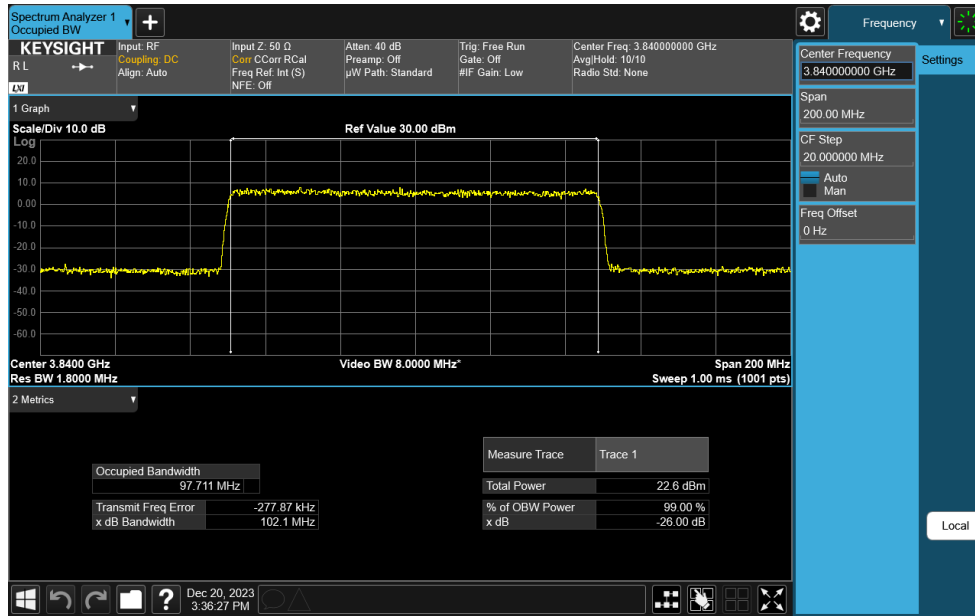 Spectrum Analyzer 1
Occupied BW
+
Frequency
KEYSIGHT
R L
LXI
Input: RF
Coupling: DC
Align: Auto
Input Z: 50 Ω
Corr CCorr RCal
Freq Ref: Int (S)
NFE: Off
Atten: 40 dB
Preamp: Off
µW Path: Standard
Trig: Free Run
Gate: Off
#IF Gain: Low
Center Freq: 3.840000000 GHz
Avg|Hold: 10/10
Radio Std: None
Center Frequency
3.840000000 GHz
Settings
Span
200.00 MHz
CF Step
20.000000 MHz
Auto
Man
Freq Offset
0 Hz
Local
1 Graph
Scale/Div 10.0 dB
Ref Value 30.00 dBm
Log
20.0
10.0
0.00
-10.0
-20.0
-30.0
-40.0
-50.0
-60.0
Center 3.8400 GHz
Video BW 8.0000 MHz*
Span 200 MHz
Res BW 1.8000 MHz
Sweep 1.00 ms (1001 pts)
2 Metrics
Occupied Bandwidth
97.711 MHz
Transmit Freq Error -277.87 kHz
x dB Bandwidth 102.1 MHz
Measure Trace Trace 1
Total Power 22.6 dBm
% of OBW Power 99.00 %
x dB -26.00 dB
?
Dec 20, 2023
3:36:27 PM